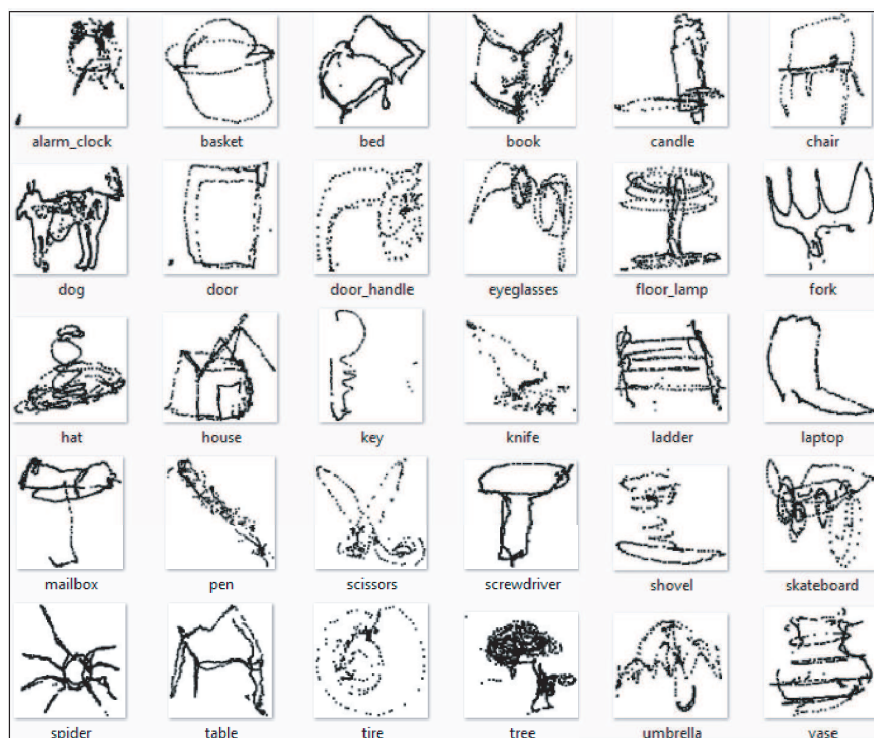 alarm_clock basket bed book candle chair
dog door door_handle eyeglasses floor_lamp fork
hat house key knife ladder laptop
mailbox pen scissors screwdriver shovel skateboard
spider table tire tree umbrella vase